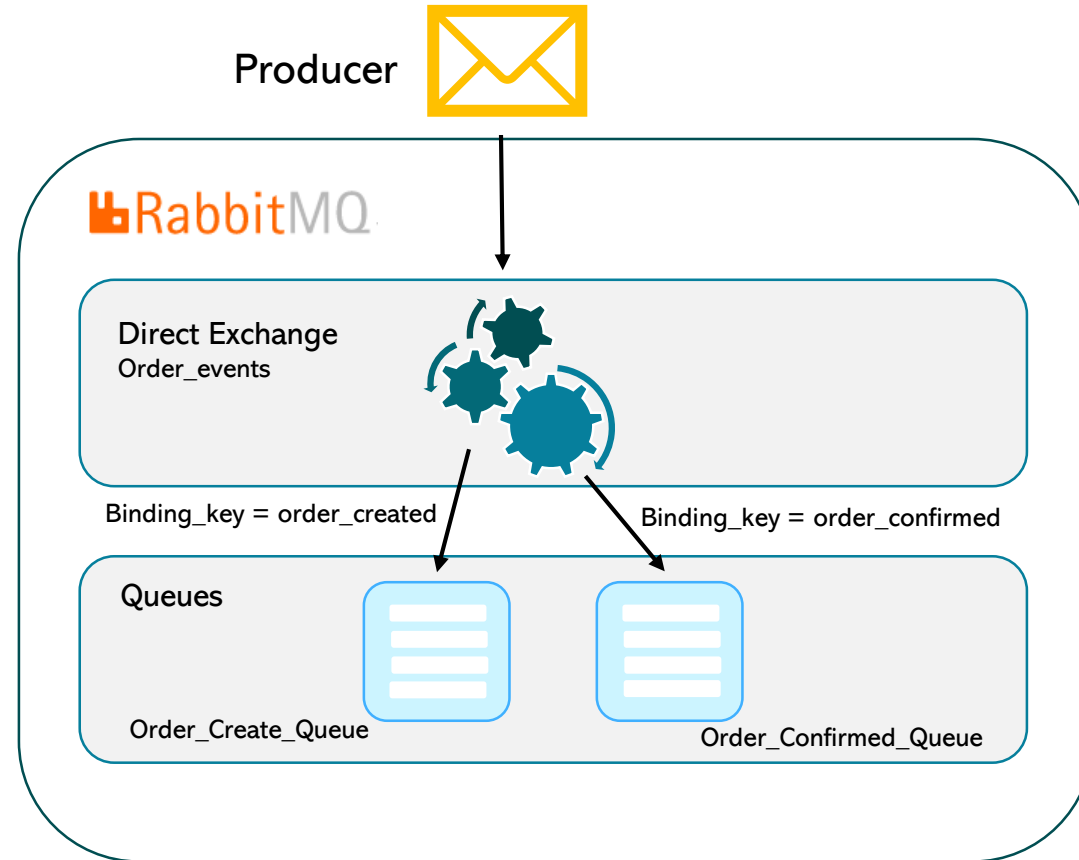 Producer
RabbitMQ
Direct Exchange
Order_events
Binding_key = order_created
Binding_key = order_confirmed
Queues
Order_Create_Queue
Order_Confirmed_Queue